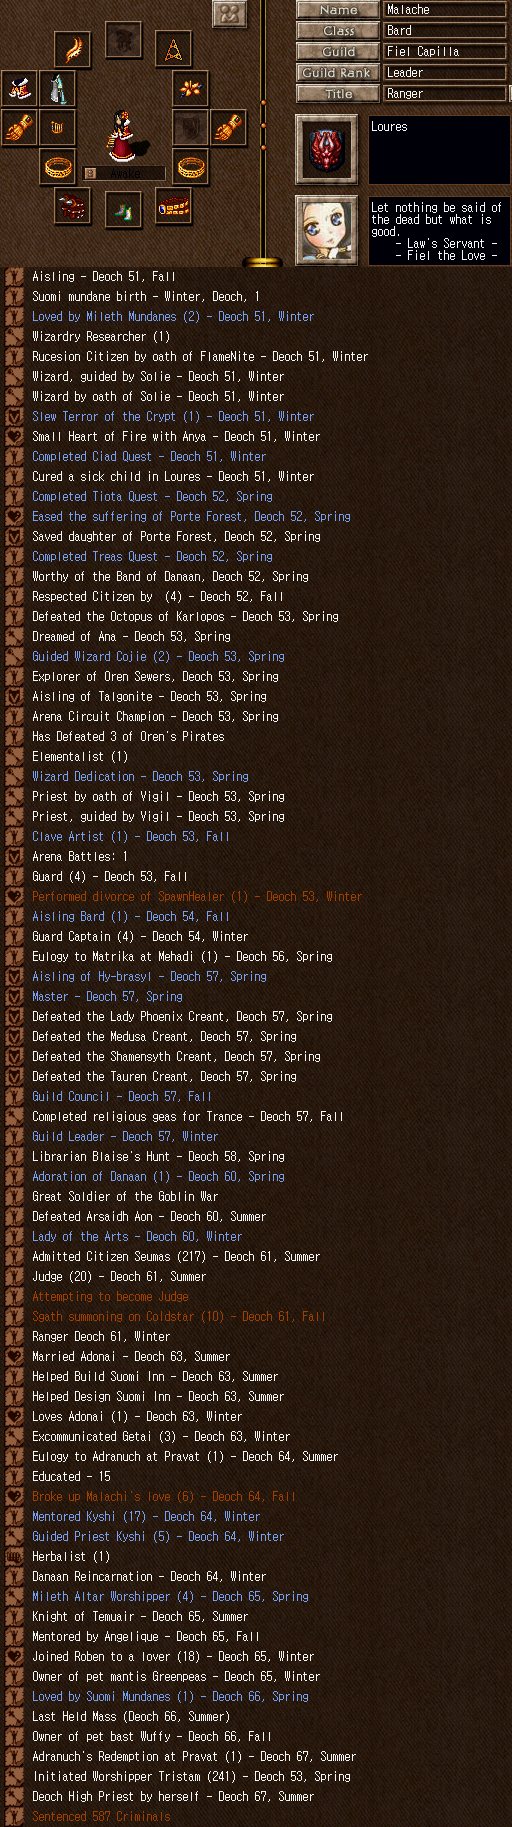 Name Malache
Class Bard
Guild Fiel Capilla
Guild Rank Leader
Title Ranger
Loures
Awake
Let nothing be said of
the dead but what is
good.
- Law's Servant -
- Fiel the Love -
Aisling - Deoch 51, Fall
Suomi mundane birth - Winter, Deoch, 1
Loved by Mileth Mundanes (2) - Deoch 51, Winter
Wizardry Researcher (1)
Rucesion Citizen by oath of FlameNite - Deoch 51, Winter
Wizard, guided by Solie - Deoch 51, Winter
Wizard by oath of Solie - Deoch 51, Winter
Slew Terror of the Crypt (1) - Deoch 51, Winter
Small Heart of Fire with Anya - Deoch 51, Winter
Completed Ciad Quest - Deoch 51, Winter
Cured a sick child in Loures - Deoch 51, Winter
Completed Tiota Quest - Deoch 52, Spring
Eased the suffering of Porte Forest, Deoch 52, Spring
Saved daughter of Porte Forest, Deoch 52, Spring
Completed Treas Quest - Deoch 52, Spring
Worthy of the Band of Danaan, Deoch 52, Spring
Respected Citizen by  (4) - Deoch 52, Fall
Defeated the Octopus of Karlopos - Deoch 53, Spring
Dreamed of Ana - Deoch 53, Spring
Guided Wizard Cojie (2) - Deoch 53, Spring
Explorer of Oren Sewers, Deoch 53, Spring
Aisling of Talgonite - Deoch 53, Spring
Arena Circuit Champion - Deoch 53, Spring
Has Defeated 3 of Oren's Pirates
Elementalist (1)
Wizard Dedication - Deoch 53, Spring
Priest by oath of Vigil - Deoch 53, Spring
Priest, guided by Vigil - Deoch 53, Spring
Clave Artist (1) - Deoch 53, Fall
Arena Battles: 1
Guard (4) - Deoch 53, Fall
Performed divorce of SpawnHealer (1) - Deoch 53, Winter
Aisling Bard (1) - Deoch 54, Fall
Guard Captain (4) - Deoch 54, Winter
Eulogy to Matrika at Mehadi (1) - Deoch 56, Spring
Aisling of Hy-brasyl - Deoch 57, Spring
Master - Deoch 57, Spring
Defeated the Lady Phoenix Creant, Deoch 57, Spring
Defeated the Medusa Creant, Deoch 57, Spring
Defeated the Shamensyth Creant, Deoch 57, Spring
Defeated the Tauren Creant, Deoch 57, Spring
Guild Council - Deoch 57, Fall
Completed religious geas for Trance - Deoch 57, Fall
Guild Leader - Deoch 57, Winter
Librarian Blaise's Hunt - Deoch 58, Spring
Adoration of Danaan (1) - Deoch 60, Spring
Great Soldier of the Goblin War
Defeated Arsaidh Aon - Deoch 60, Summer
Lady of the Arts - Deoch 60, Winter
Admitted Citizen Seumas (217) - Deoch 61, Summer
Judge (20) - Deoch 61, Summer
Attempting to become Judge
Sgath summoning on Coldstar (10) - Deoch 61, Fall
Ranger Deoch 61, Winter
Married Adonai - Deoch 63, Summer
Helped Build Suomi Inn - Deoch 63, Summer
Helped Design Suomi Inn - Deoch 63, Summer
Loves Adonai (1) - Deoch 63, Winter
Excommunicated Getai (3) - Deoch 63, Winter
Eulogy to Adranuch at Pravat (1) - Deoch 64, Summer
Educated - 15
Broke up Malachi's love (6) - Deoch 64, Fall
Mentored Kyshi (17) - Deoch 64, Winter
Guided Priest Kyshi (5) - Deoch 64, Winter
Herbalist (1)
Danaan Reincarnation - Deoch 64, Winter
Mileth Altar Worshipper (4) - Deoch 65, Spring
Knight of Temuair - Deoch 65, Summer
Mentored by Angelique - Deoch 65, Fall
Joined Roben to a lover (18) - Deoch 65, Winter
Owner of pet mantis Greenpeas - Deoch 65, Winter
Loved by Suomi Mundanes (1) - Deoch 66, Spring
Last Held Mass (Deoch 66, Summer)
Owner of pet bast Wuffy - Deoch 66, Fall
Adranuch's Redemption at Pravat (1) - Deoch 67, Summer
Initiated Worshipper Tristam (241) - Deoch 53, Spring
Deoch High Priest by herself - Deoch 67, Summer
Sentenced 587 Criminals